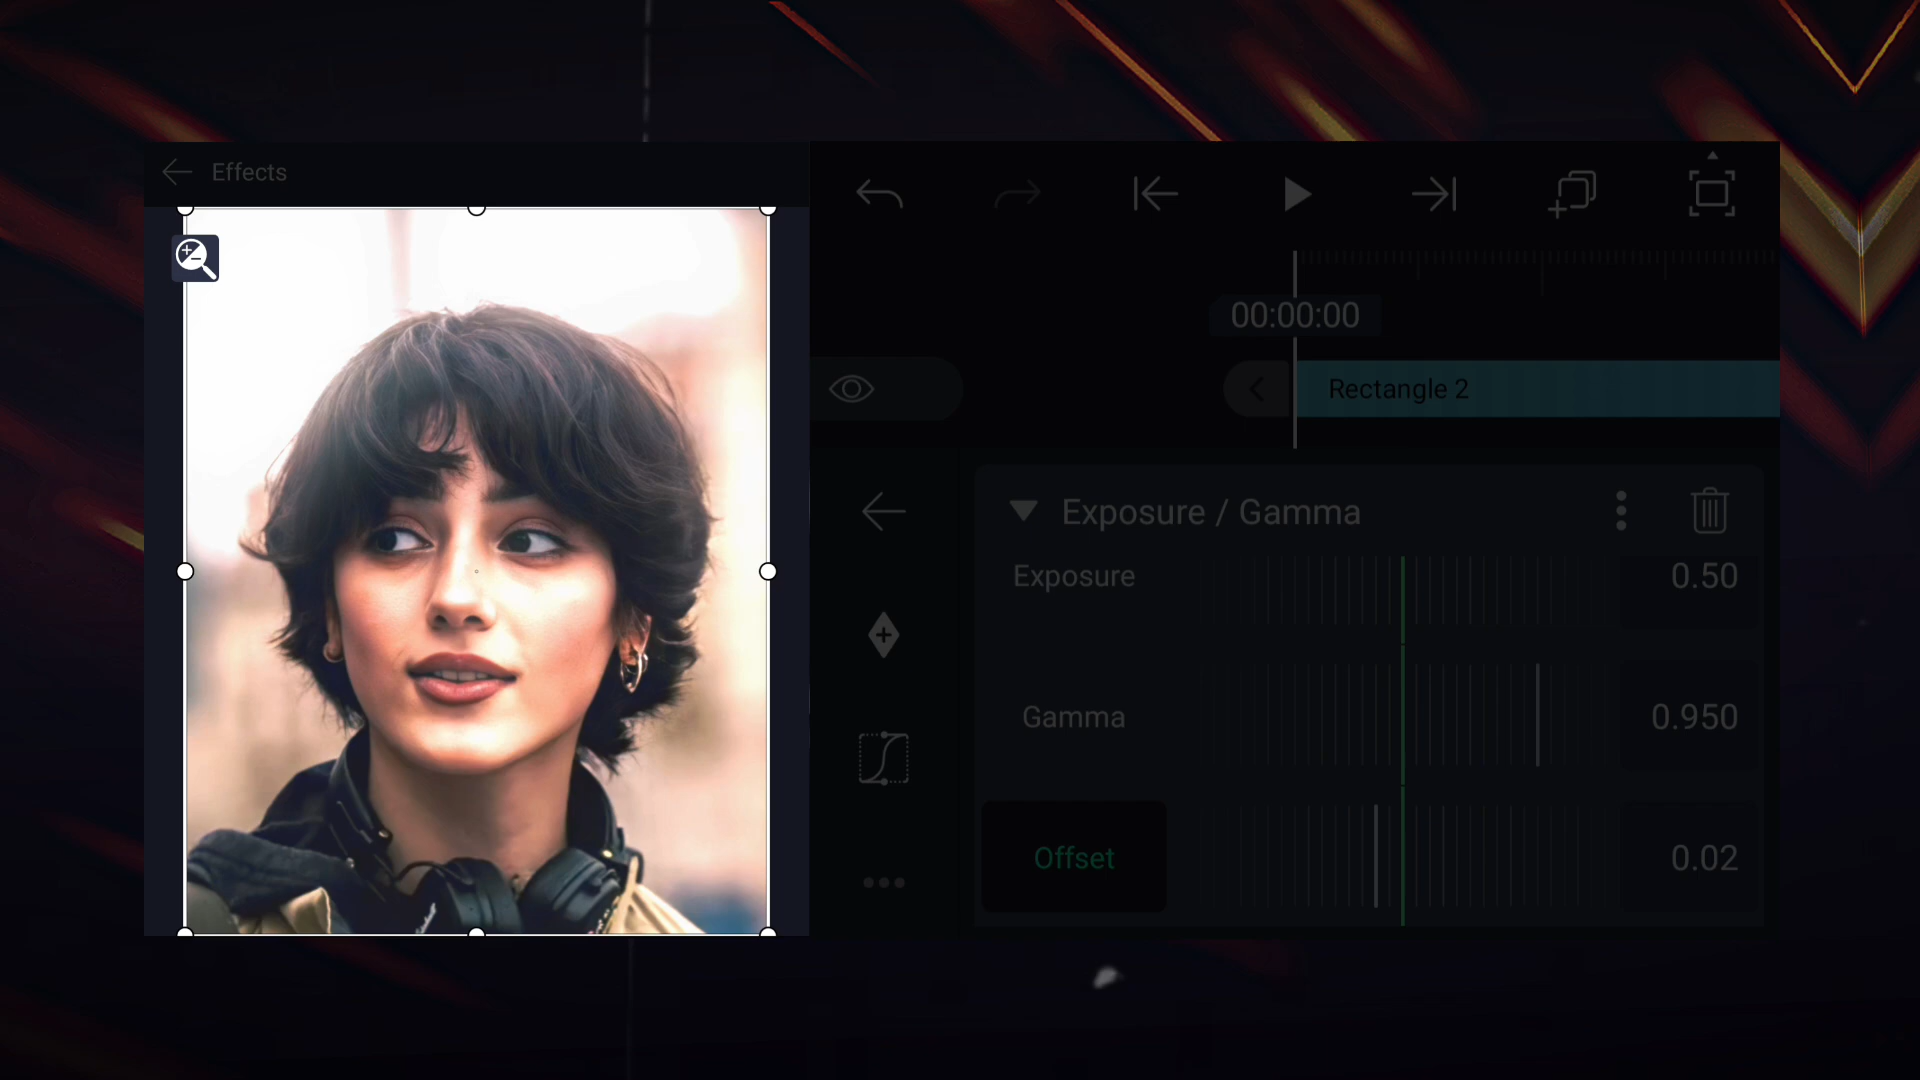 Effects
00:00:00
Rectangle 2
Exposure / Gamma
Exposure
0.50
Gamma
0.950
Offset
0.02